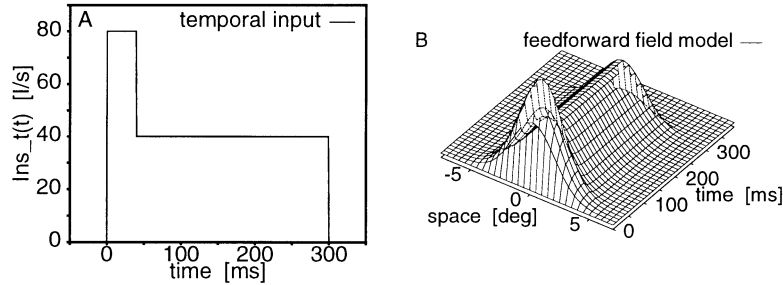 A
temporal input
Ins_t(t) [I/s]
80
60
40
20
0
0
100
200
300
time [ms]
B
feedforward field model
-5
0
5
space [deg]
0
100
200
300
time [ms]